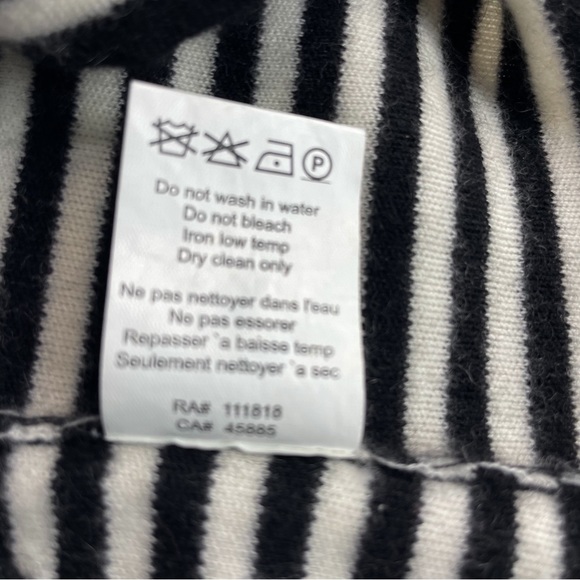 P
Do not wash in water
Do not bleach
Iron low temp
Dry clean only
Ne pas nettoyer dans l'eau
Ne pas essorer
Repasser `a baisse temp
Seulement nettoyer `a sec
RA# 111818
CA# 45885